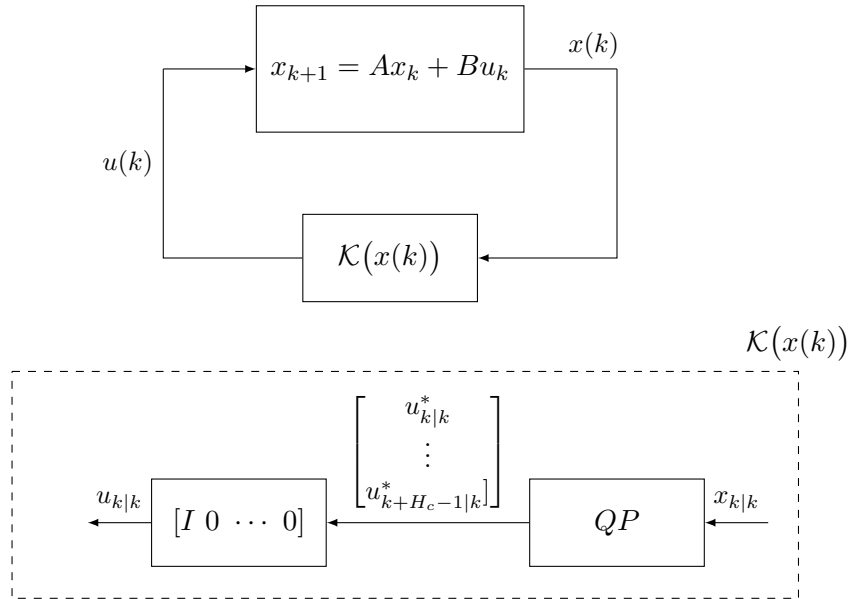 x_{k+1} = Ax_k + Bu_k
x(k)
u(k)
𝒦(x(k))
𝒦(x(k))
u^*_{k|k}
⋮
u^*_{k+H_c-1|k}]
u_{k|k}
[I 0 ⋯ 0]
QP
x_{k|k}